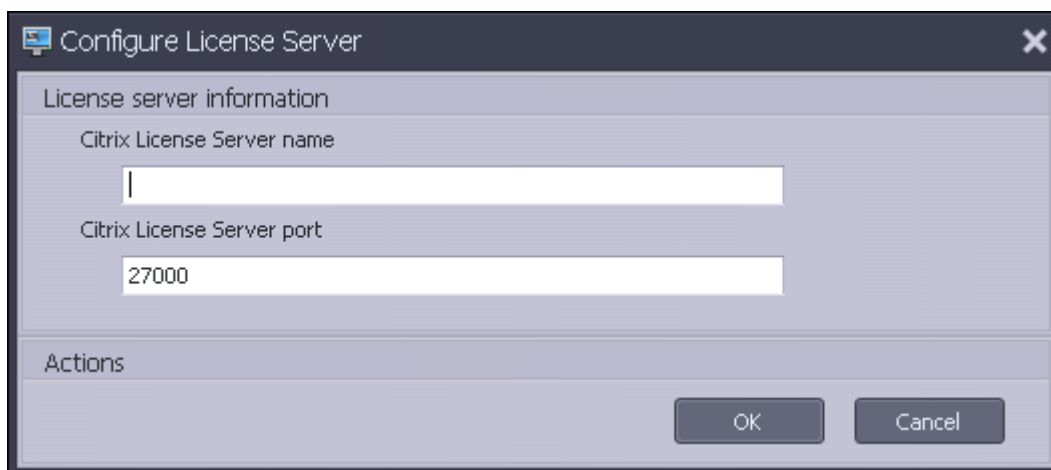 Configure License Server
License server information
Citrix License Server name
Citrix License Server port
27000
Actions
OK Cancel